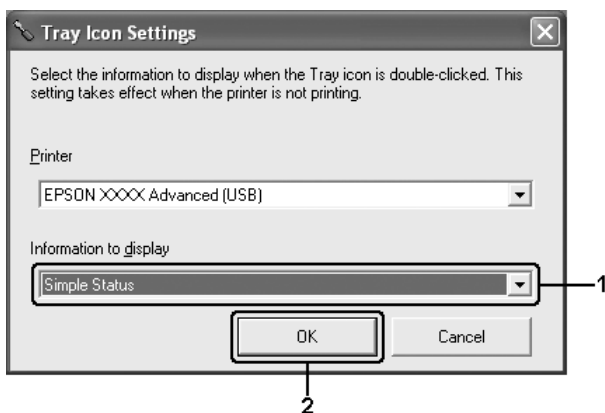 Tray Icon Settings
Select the information to display when the Tray icon is double-clicked. This
setting takes effect when the printer is not printing.
Printer
EPSON XXXX Advanced (USB)
Information to display
Simple Status
1
OK
Cancel
2